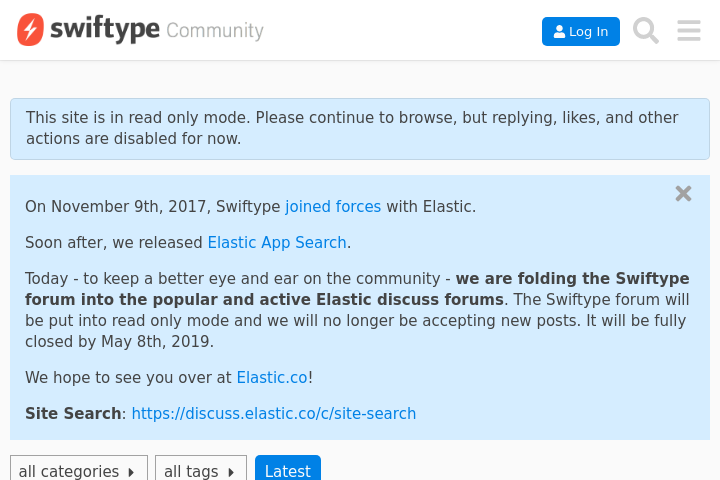 swiftype Community
Log In
This site is in read only mode. Please continue to browse, but replying, likes, and other
actions are disabled for now.
On November 9th, 2017, Swiftype joined forces with Elastic.
Soon after, we released Elastic App Search.
Today - to keep a better eye and ear on the community - we are folding the Swiftype
forum into the popular and active Elastic discuss forums. The Swiftype forum will
be put into read only mode and we will no longer be accepting new posts. It will be fully
closed by May 8th, 2019.
We hope to see you over at Elastic.co!
Site Search: https://discuss.elastic.co/c/site-search
all categories all tags Latest